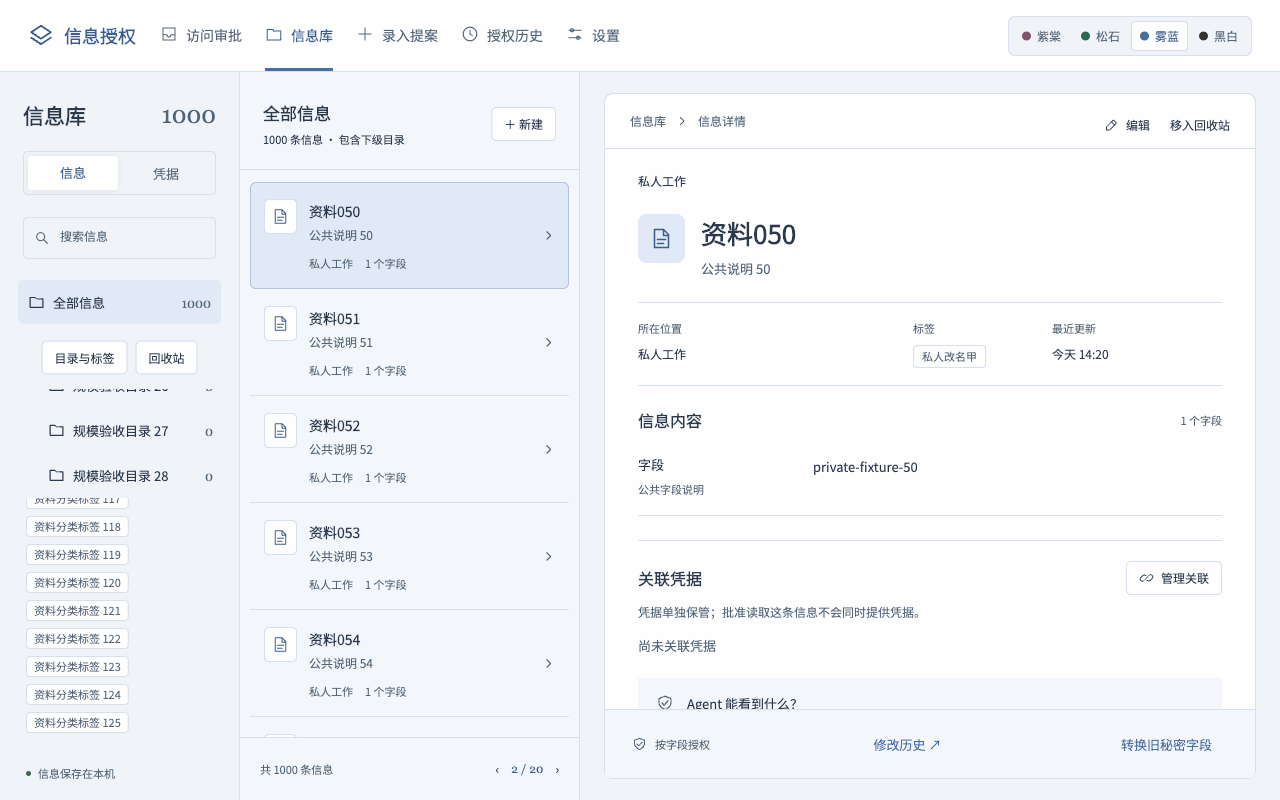 信息授权
访问审批
信息库
录入提案
授权历史
设置
紫棠
松石
雾蓝
黑白
信息库 1000
信息 凭据
搜索信息
全部信息 1000
目录与标签 回收站
规模验收目录 26 0
规模验收目录 27 0
规模验收目录 28 0
资料分类标签 117
资料分类标签 118
资料分类标签 119
资料分类标签 120
资料分类标签 121
资料分类标签 122
资料分类标签 123
资料分类标签 124
资料分类标签 125
信息保存在本机
全部信息
1000 条信息 · 包含下级目录
新建
资料050
公共说明 50
私人工作 1 个字段
资料051
公共说明 51
私人工作 1 个字段
资料052
公共说明 52
私人工作 1 个字段
资料053
公共说明 53
私人工作 1 个字段
资料054
公共说明 54
私人工作 1 个字段
共 1000 条信息
‹ 2 / 20 ›
信息库 > 信息详情
编辑 移入回收站
私人工作
资料050
公共说明 50
所在位置 标签 最近更新
私人工作 私人改名甲 今天 14:20
信息内容 1 个字段
字段 private-fixture-50
公共字段说明
关联凭据 管理关联
凭据单独保管；批准读取这条信息不会同时提供凭据。
尚未关联凭据
Agent 能看到什么？
按字段授权 修改历史 ↗ 转换旧秘密字段